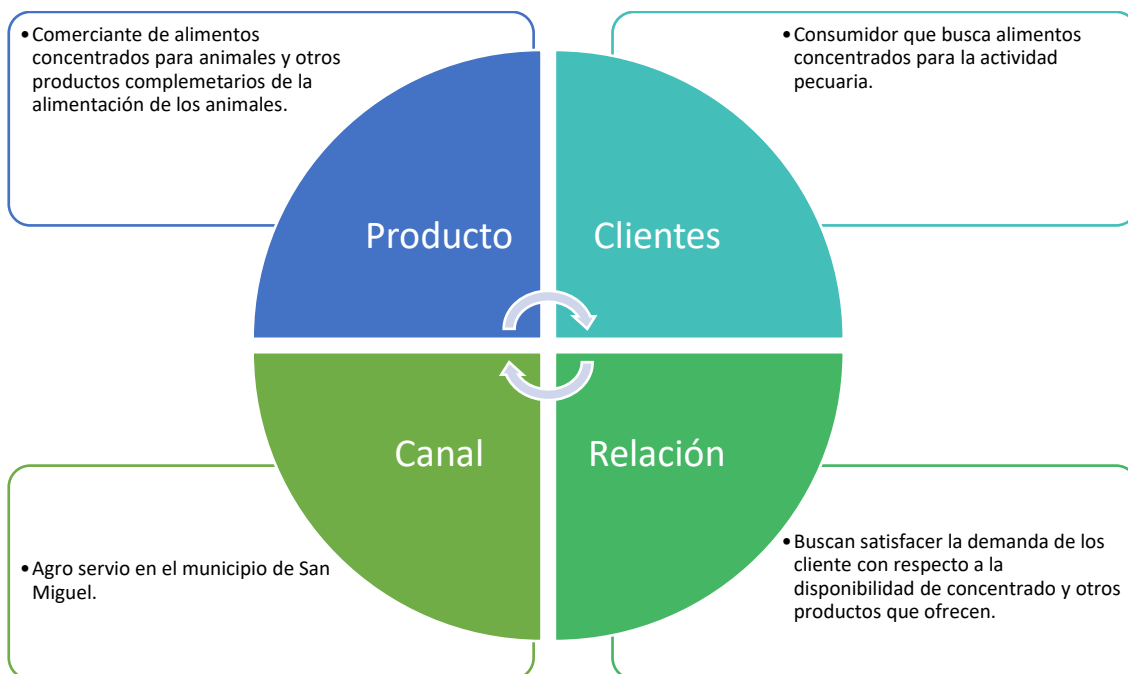 •Comerciante de alimentos
concentrados para animales y otros
productos complemetarios de la
alimentación de los animales.
•Consumidor que busca alimentos
concentrados para la actividad
pecuaria.
Producto
Clientes
Canal
Relación
•Agro servio en el municipio de San
Miguel.
•Buscan satisfacer la demanda de los
cliente con respecto a la
disponibilidad de concentrado y otros
productos que ofrecen.